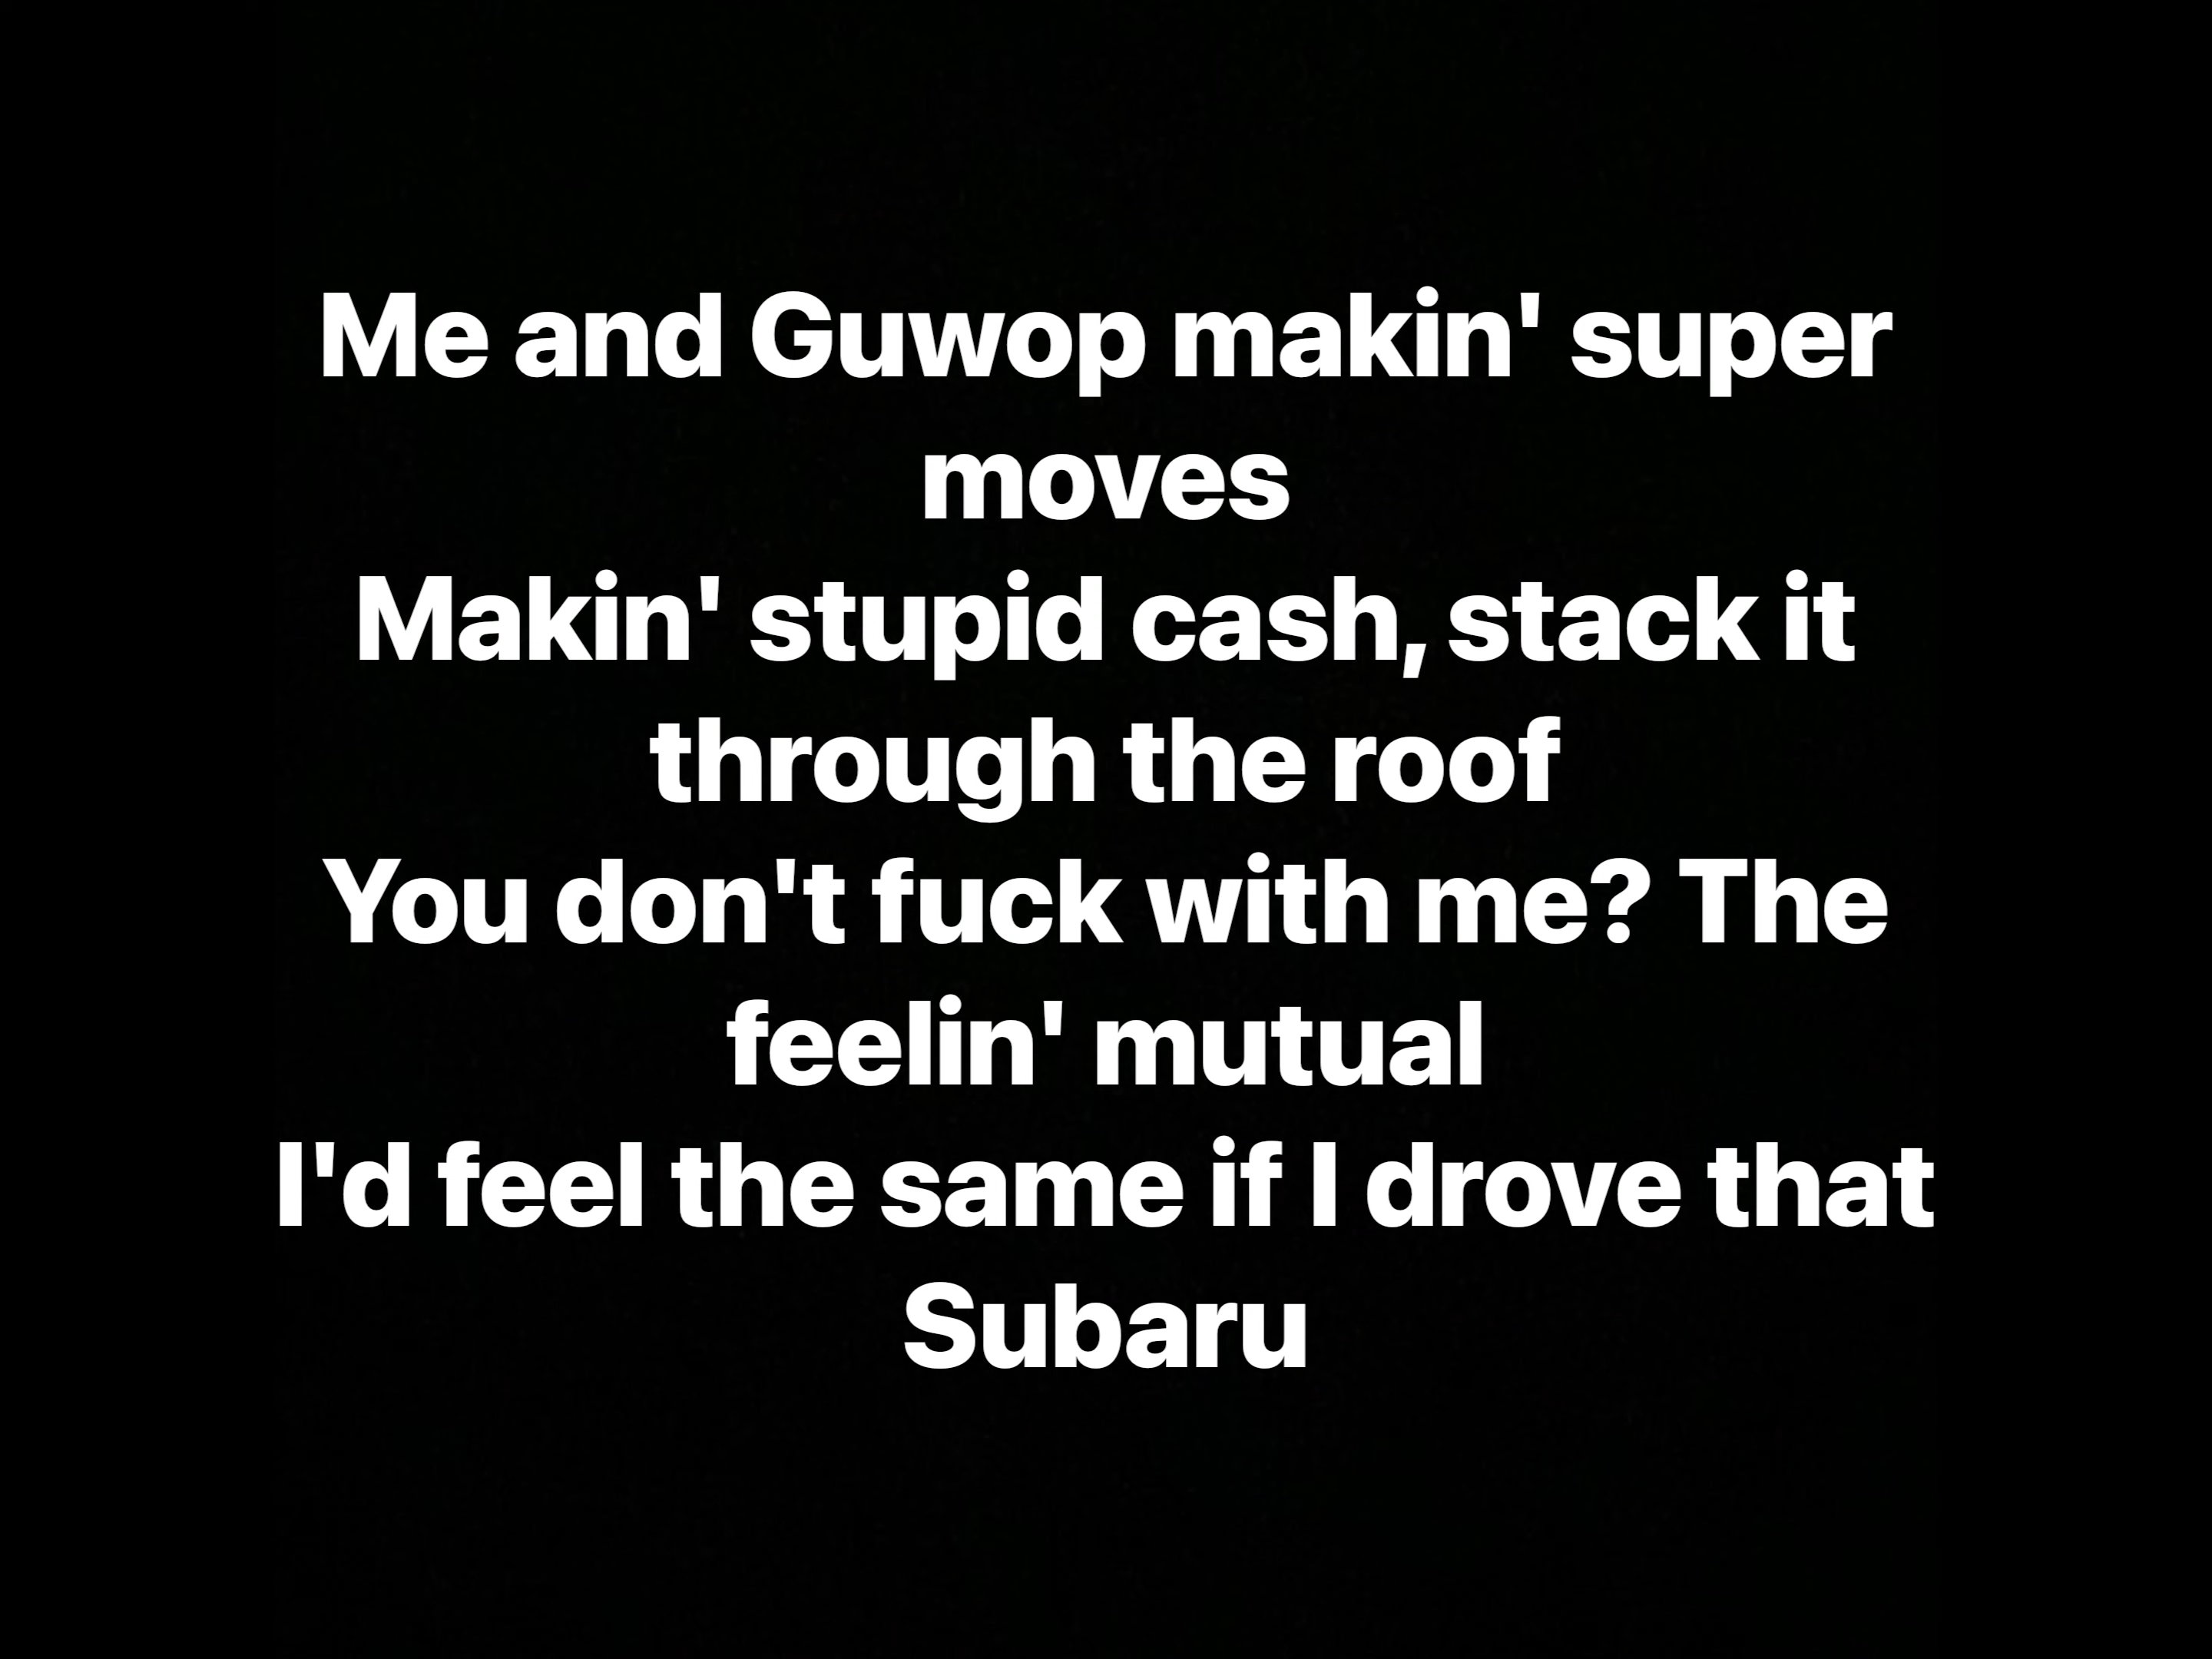 Me and Guwop makin' super
moves
Makin' stupid cash, stack it
through the roof
You don't fuck with me? The
feelin' mutual
I'd feel the same if I drove that
Subaru